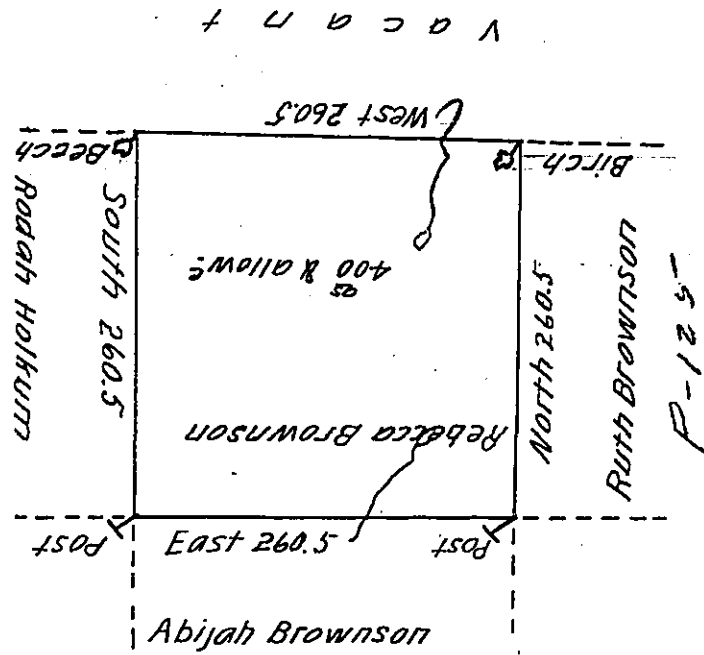 Vacant
West 260.5
Beech
Birch
Radah Holkum
South 260.5
400 as & allowe
North 260.5
Ruth Brownson
P-125
Rebecca Brownson
Post
East 260.5
Post
Abijah Brownson